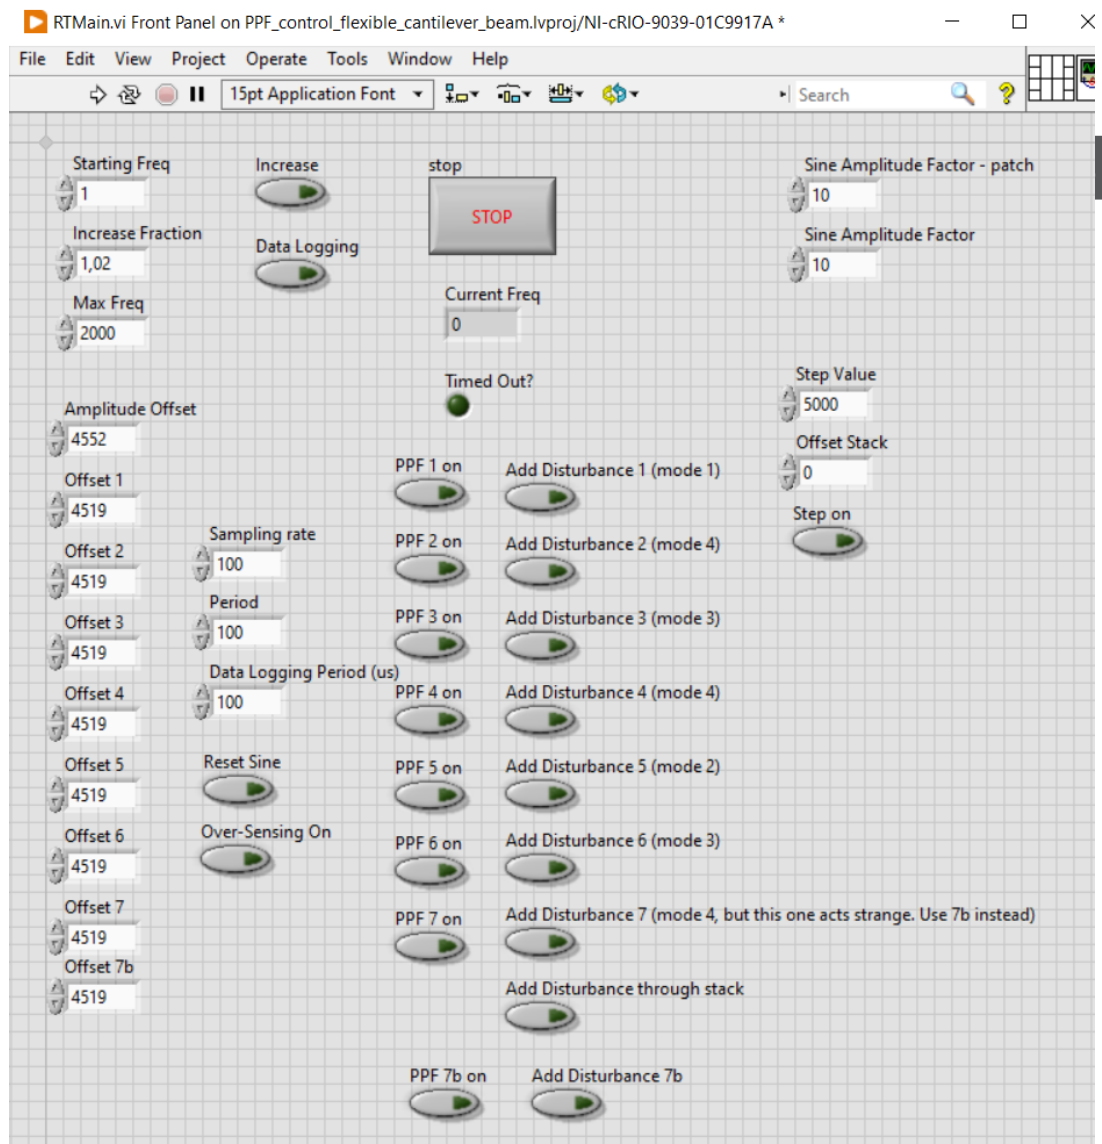 RTMain.vi Front Panel on PPF_control_flexible_cantilever_beam.lvproj/NI-cRIO-9039-01C9917A *
File Edit View Project Operate Tools Window Help
15pt Application Font
Search
Starting Freq
1
Increase
stop
STOP
Sine Amplitude Factor - patch
10
Increase Fraction
1,02
Data Logging
Sine Amplitude Factor
10
Max Freq
2000
Current Freq
0
Timed Out?
Step Value
5000
Amplitude Offset
4552
Offset Stack
0
Offset 1
4519
PPF 1 on
Add Disturbance 1 (mode 1)
Step on
Offset 2
4519
Sampling rate
100
PPF 2 on
Add Disturbance 2 (mode 4)
Period
100
Offset 3
4519
PPF 3 on
Add Disturbance 3 (mode 3)
Data Logging Period (us)
100
Offset 4
4519
PPF 4 on
Add Disturbance 4 (mode 4)
Offset 5
4519
Reset Sine
PPF 5 on
Add Disturbance 5 (mode 2)
Offset 6
4519
Over-Sensing On
PPF 6 on
Add Disturbance 6 (mode 3)
Offset 7
4519
PPF 7 on
Add Disturbance 7 (mode 4, but this one acts strange. Use 7b instead)
Offset 7b
4519
Add Disturbance through stack
PPF 7b on
Add Disturbance 7b